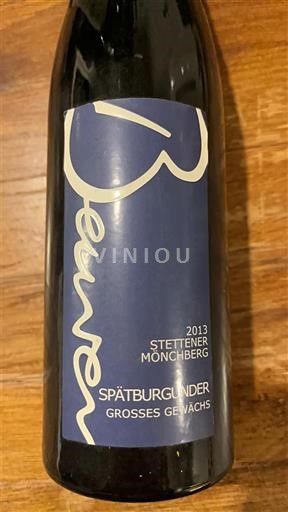 Beurer
VINIOU
2013
STETTENER
MÖNCHBERG
SPÄTBURGUNDER
GROSSES GEWÄCHS